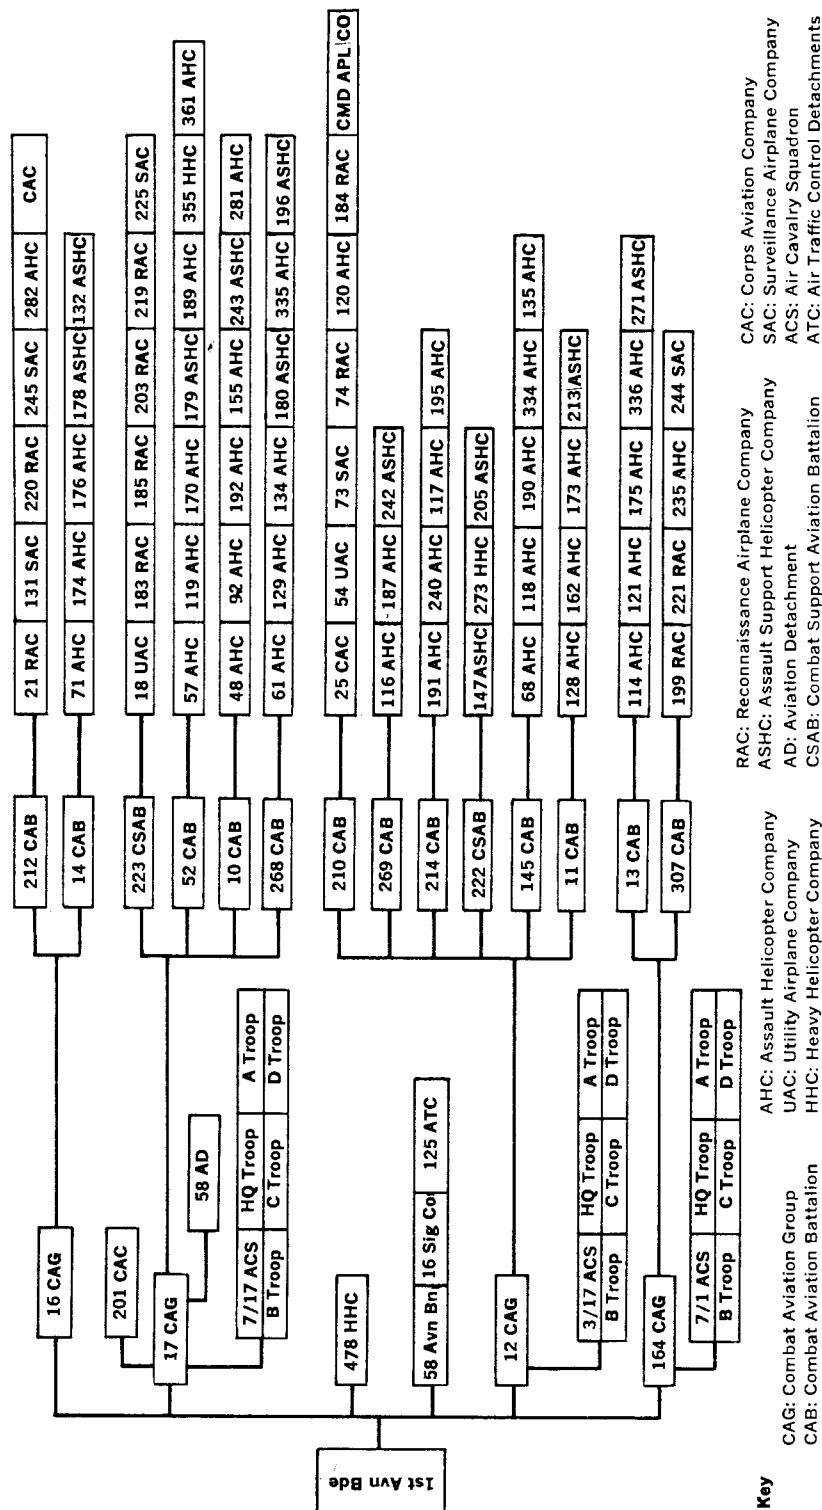 1st Avn Bde
16 CAG
212 CAB
21 RAC 131 SAC 220 RAC 245 SAC 282 AHC CAC
14 CAB
71 AHC 174 AHC 176 AHC 178 ASHC 132 ASHC
201 CAC
17 CAG
58 AD
7/17 ACS HQ Troop A Troop
B Troop C Troop D Troop
223 CSAB
18 UAC 183 RAC 185 RAC 203 RAC 219 RAC 225 SAC
52 CAB
57 AHC 119 AHC 170 AHC 179 ASHC 189 AHC 355 HHC 361 AHC
10 CAB
48 AHC 92 AHC 192 AHC 155 AHC 243 ASHC 281 AHC
268 CAB
61 AHC 129 AHC 134 AHC 180 ASHC 335 AHC 196 ASHC
478 HHC
58 Avn Bn 16 Sig Co 125 ATC
12 CAG
3/17 ACS HQ Troop A Troop
B Troop C Troop D Troop
210 CAB
25 CAC 54 UAC 73 SAC 74 RAC 120 AHC 184 RAC CMD APL CO
269 CAB
116 AHC 187 AHC 242 ASHC
214 CAB
191 AHC 240 AHC 117 AHC 195 AHC
222 CSAB
147 ASHC 273 HHC 205 ASHC
145 CAB
68 AHC 118 AHC 190 AHC 334 AHC 135 AHC
11 CAB
128 AHC 162 AHC 173 AHC 213 ASHC
164 CAG
7/1 ACS HQ Troop A Troop
B Troop C Troop D Troop
13 CAB
114 AHC 121 AHC 175 AHC 336 AHC 271 ASHC
307 CAB
199 RAC 221 RAC 235 AHC 244 SAC
Key
CAG: Combat Aviation Group
CAB: Combat Aviation Battalion
AHC: Assault Helicopter Company
UAC: Utility Airplane Company
HHC: Heavy Helicopter Company
RAC: Reconnaissance Airplane Company
ASHC: Assault Support Helicopter Company
AD: Aviation Detachment
CSAB: Combat Support Aviation Battalion
CAC: Corps Aviation Company
SAC: Surveillance Airplane Company
ACS: Air Cavalry Squadron
ATC: Air Traffic Control Detachments